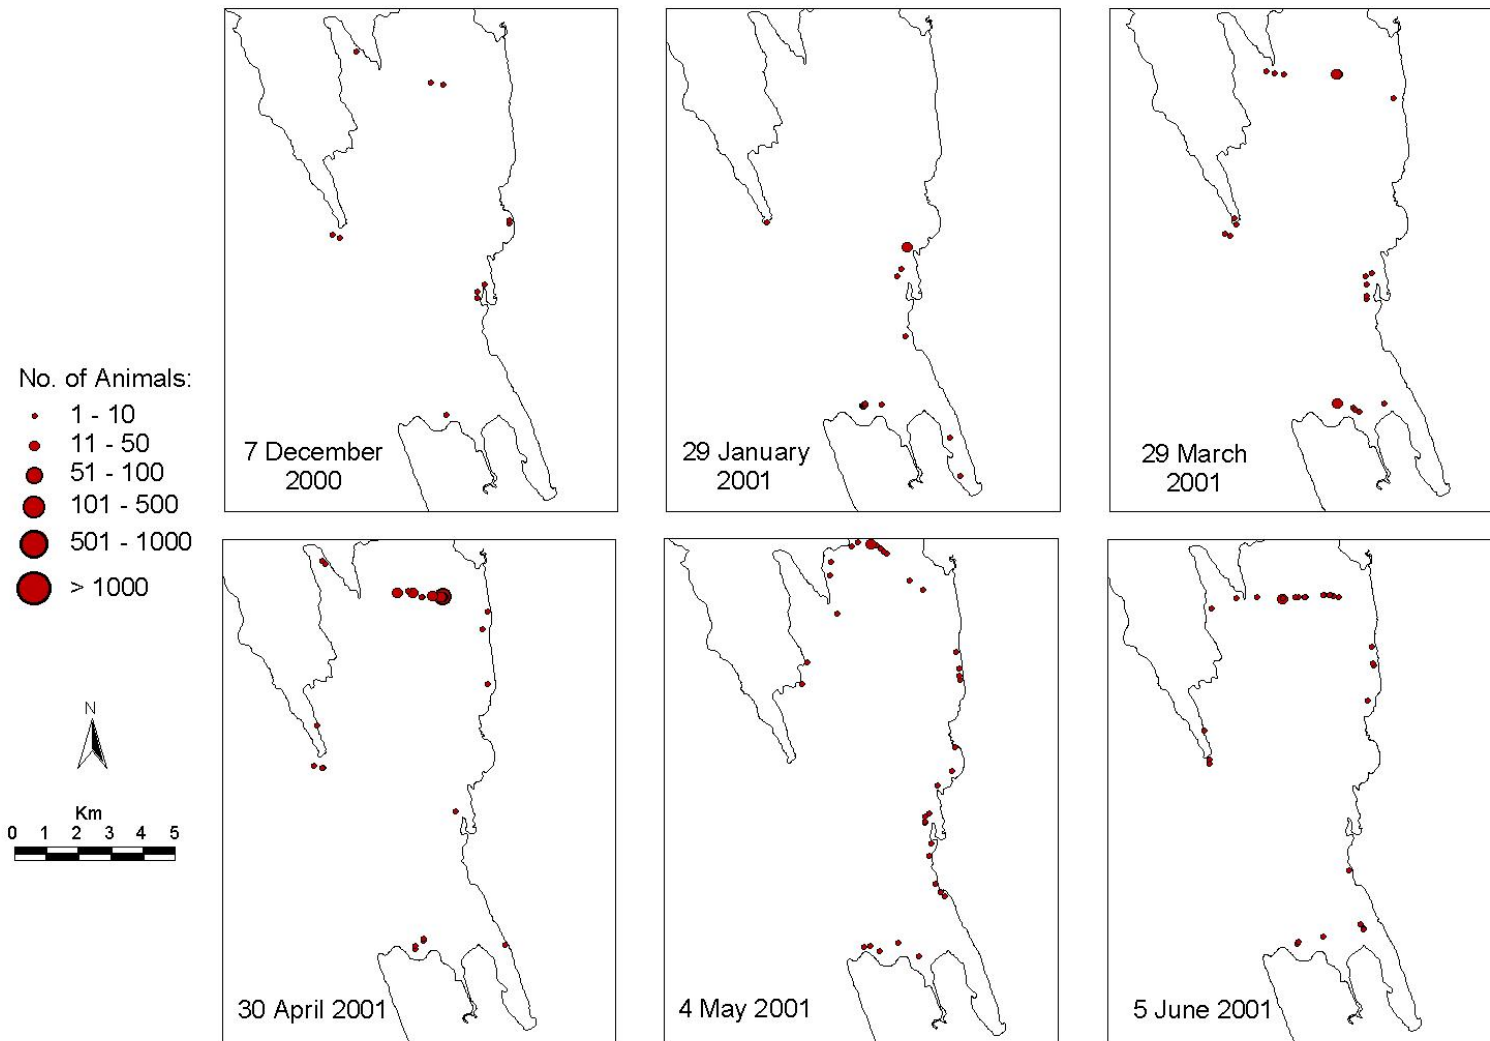 7 December
2000
29 January
2001
29 March
2001
No. of Animals:
1 - 10
11 - 50
51 - 100
101 - 500
501 - 1000
> 1000
N
Km
0 1 2 3 4 5
30 April 2001
4 May 2001
5 June 2001